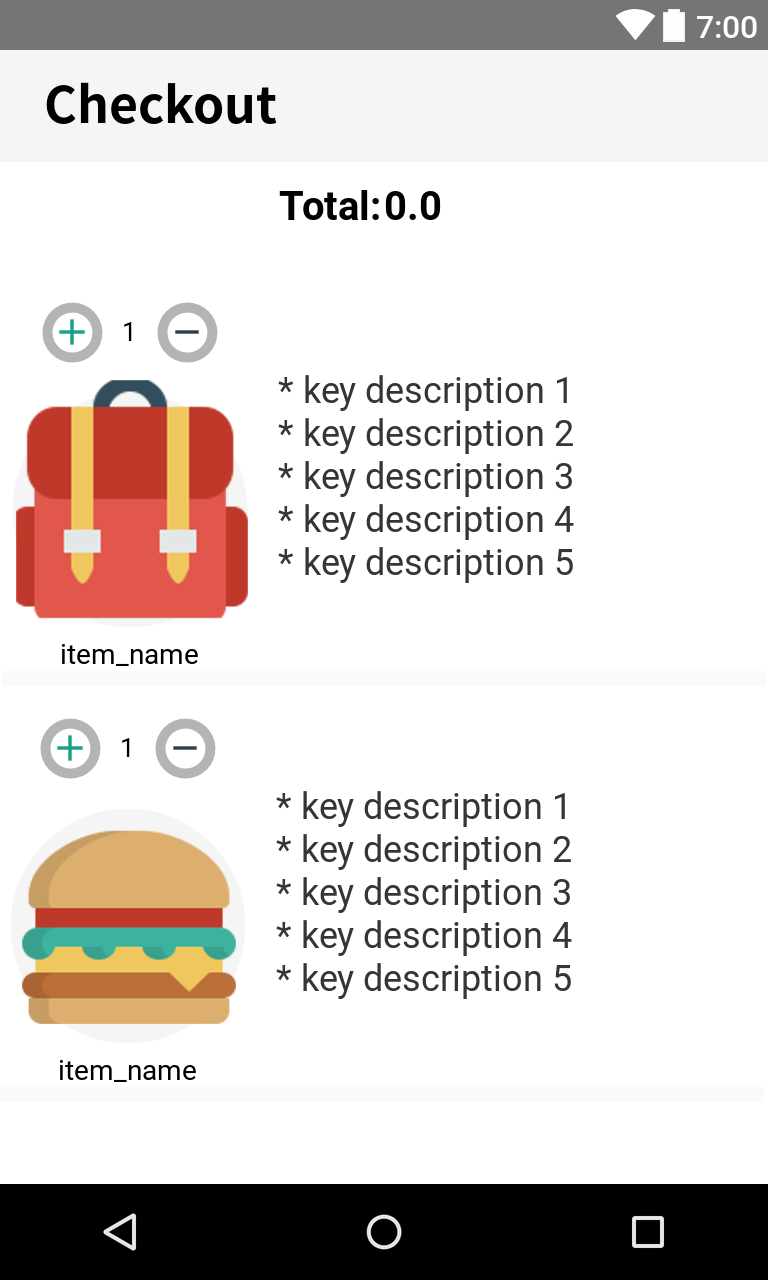 7:00
Checkout
Total:0.0
1
* key description 1
* key description 2
* key description 3
* key description 4
* key description 5
item_name
1
* key description 1
* key description 2
* key description 3
* key description 4
* key description 5
item_name